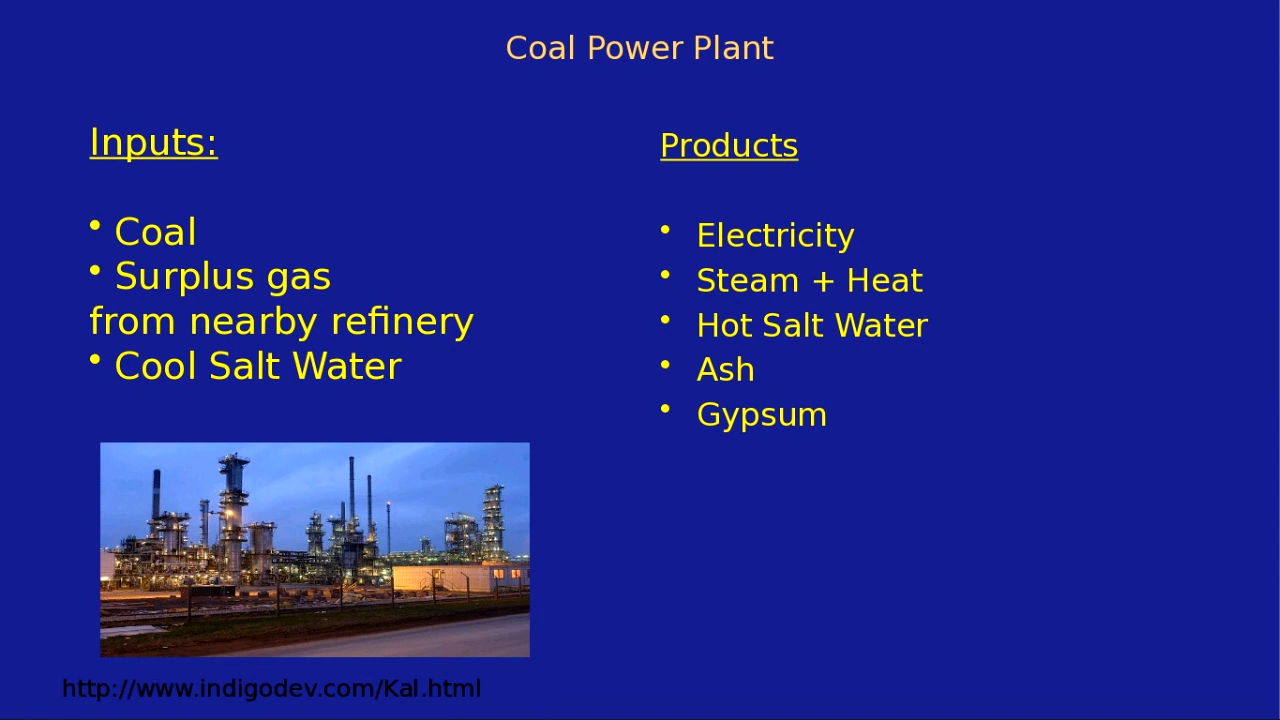 Coal Power Plant
Inputs:
• Coal
• Surplus gas
from nearby refinery
• Cool Salt Water
Products
• Electricity
• Steam + Heat
• Hot Salt Water
• Ash
• Gypsum
http://www.indigodev.com/Kal.html